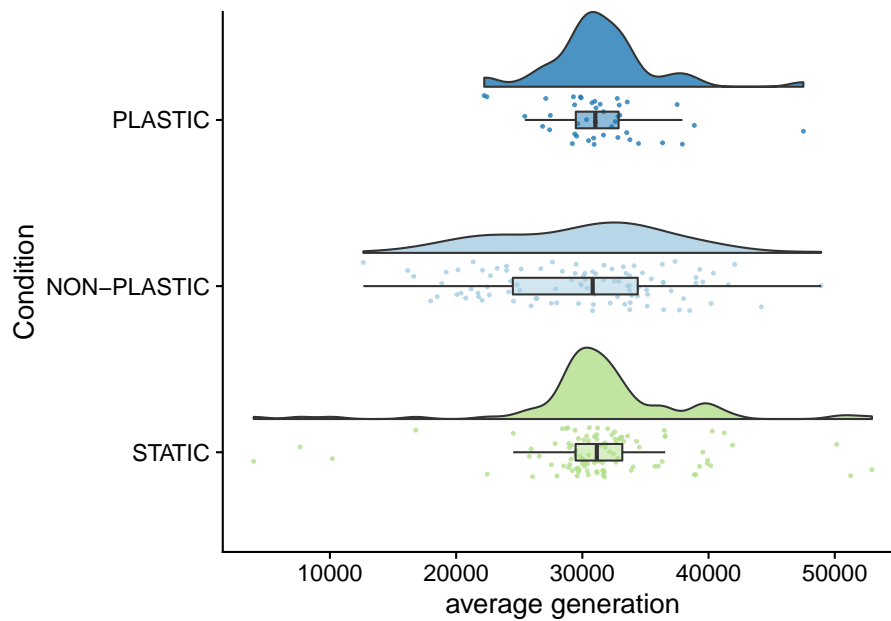 PLASTIC
NON−PLASTIC
STATIC
Condition
10000 20000 30000 40000 50000
average generation